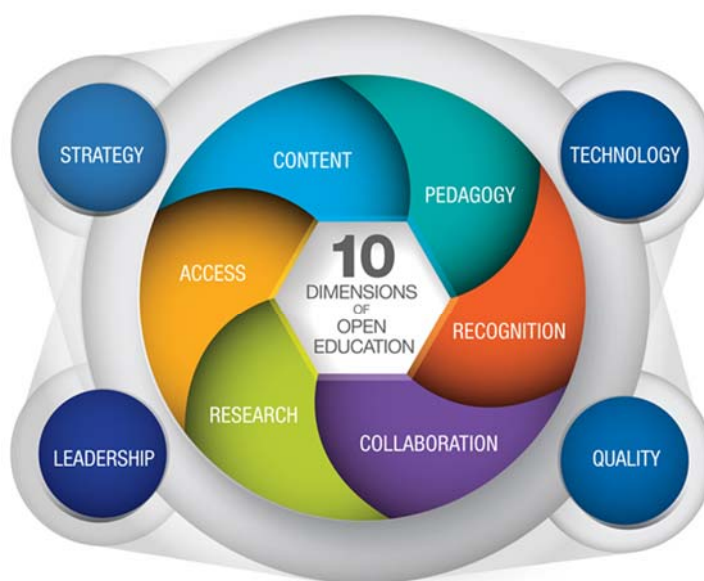 STRATEGY
TECHNOLOGY
CONTENT
PEDAGOGY
ACCESS
10
DIMENSIONS
OF
OPEN
EDUCATION
RECOGNITION
RESEARCH
COLLABORATION
LEADERSHIP
QUALITY